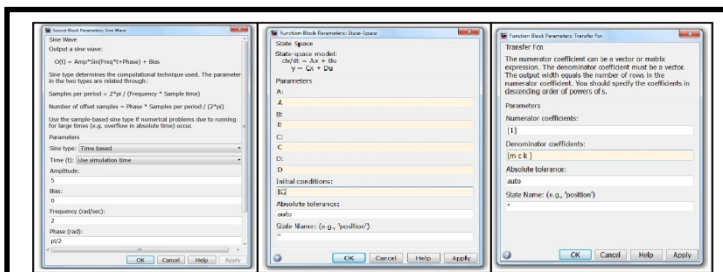 Source Block Parameters: Sine Wave
Sine Wave
Output a sine wave:
O(t) = Amp*Sin(Freq*t+Phase) + Bias
Sine type determines the computational technique used. The parameters
in the two types are related through:
Samples per period = 2*pi / (Frequency * Sample time)
Number of offset samples = Phase * Samples per period / (2*pi)
Use the sample-based sine type if numerical problems due to running
for large times (e.g. overflow in absolute time) occur.
Parameters
Sine type: Time based
Time (t): Use simulation time
Amplitude:
5
Bias:
0
Frequency (rad/sec):
2
Phase (rad):
pi/2
OK Cancel Help Apply
Function Block Parameters: State-Space
State Space
State-space model:
dx/dt = Ax + Bu
y = Cx + Du
Parameters
A:
A
B:
B
C:
C
D:
D
Initial conditions:
IC
Absolute tolerance:
auto
State Name: (e.g., 'position')
''
OK Cancel Help Apply
Function Block Parameters: Transfer Fcn
Transfer Fcn
The numerator coefficient can be a vector or matrix
expression. The denominator coefficient must be a vector.
The output width equals the number of rows in the
numerator coefficient. You should specify the coefficients in
descending order of powers of s.
Parameters
Numerator coefficients:
[1]
Denominator coefficients:
[m c k ]
Absolute tolerance:
auto
State Name: (e.g., 'position')
''
OK Cancel Help Apply